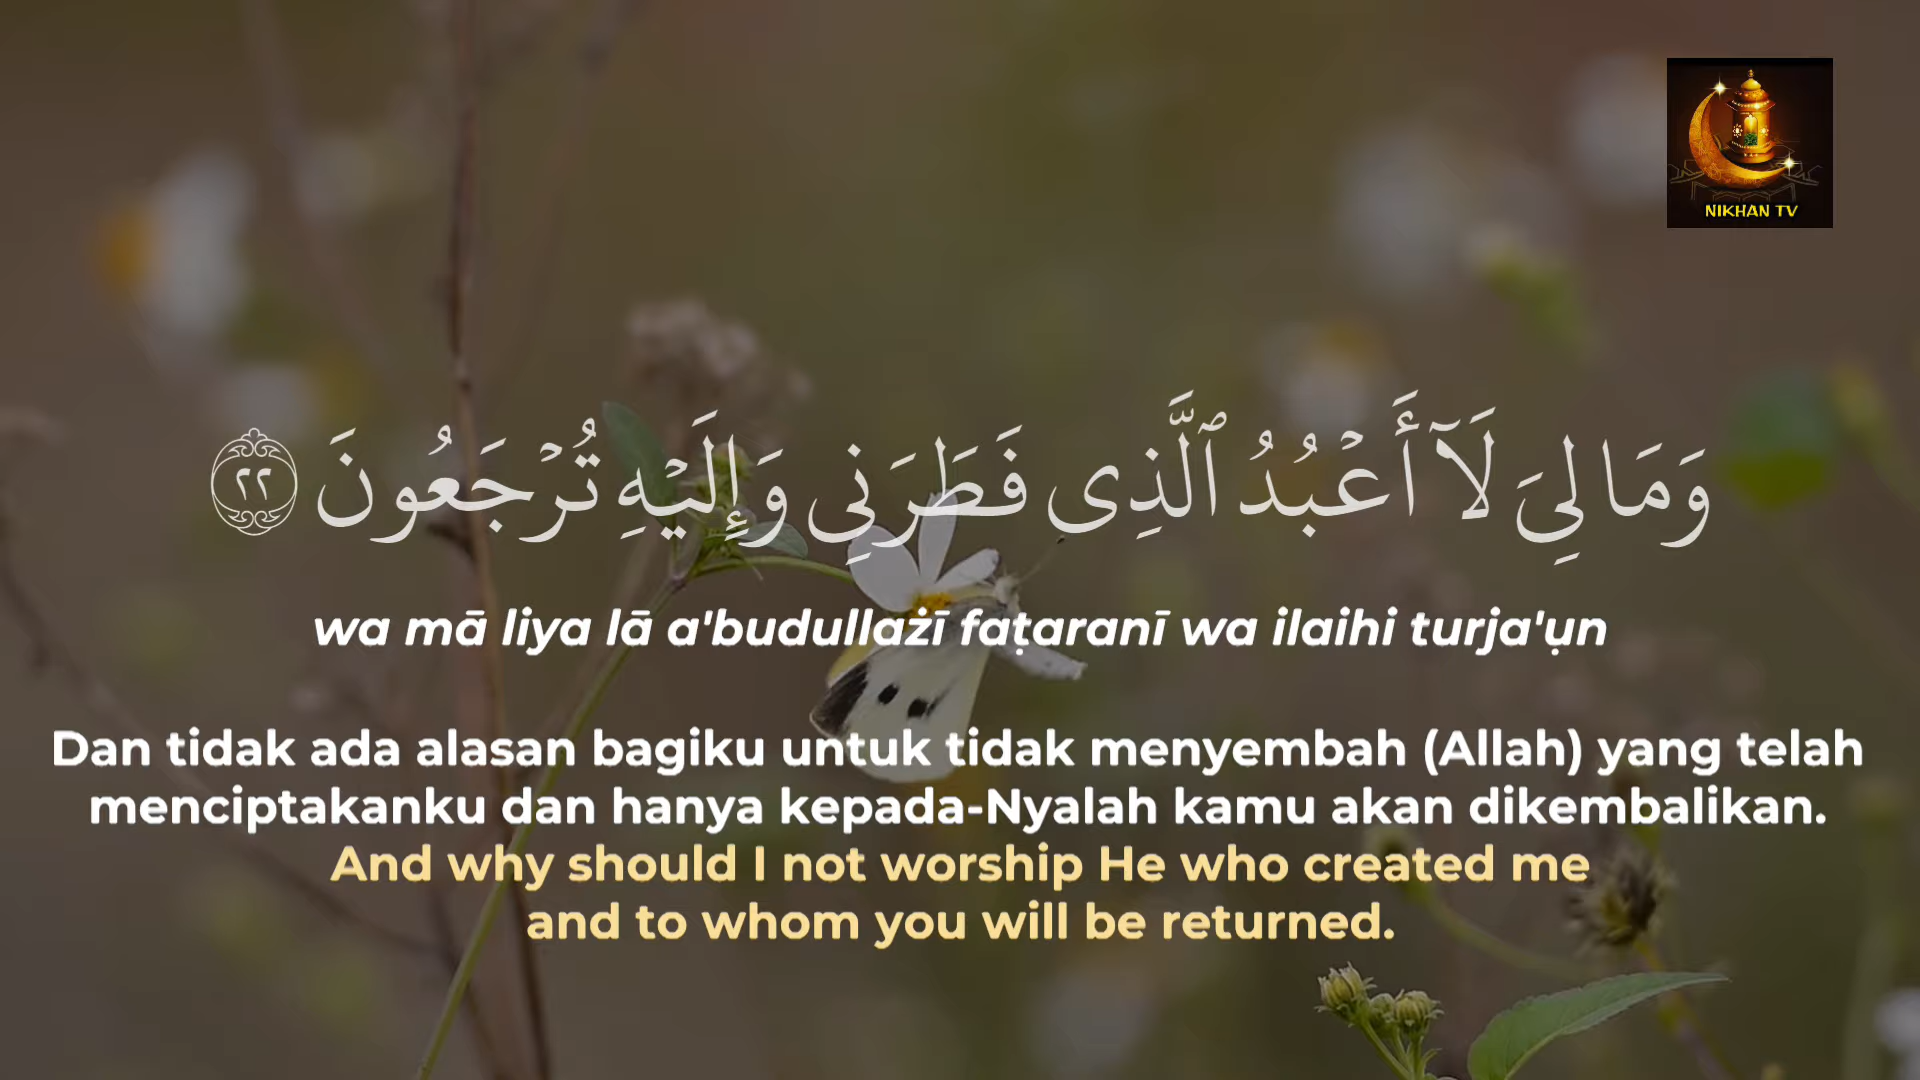 NIKHAN TV
وَمَا لِىَ لَآ أَعْبُدُ ٱلَّذِى فَطَرَنِى وَإِلَيْهِ تُرْجَعُونَ ٢٢
wa mā liya lā a'budullażī faṭaranī wa ilaihi turja'ụn
Dan tidak ada alasan bagiku untuk tidak menyembah (Allah) yang telah
menciptakanku dan hanya kepada-Nyalah kamu akan dikembalikan.
And why should I not worship He who created me
and to whom you will be returned.